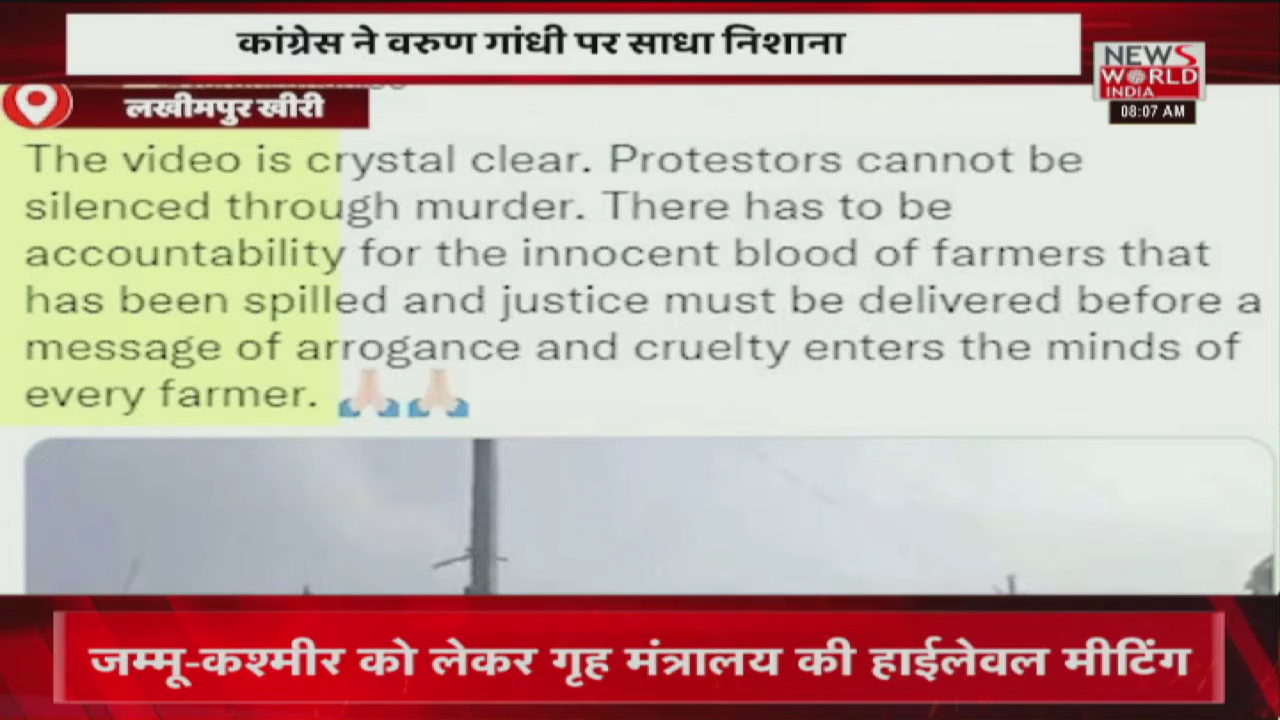 कांग्रेस ने वरुण गांधी पर साधा निशाना
NEWS
WORLD
INDIA
08:07 AM
लखीमपुर खीरी
The video is crystal clear. Protestors cannot be
silenced through murder. There has to be
accountability for the innocent blood of farmers that
has been spilled and justice must be delivered before a
message of arrogance and cruelty enters the minds of
every farmer. 🙏🏻🙏🏻
जम्मू-कश्मीर को लेकर गृह मंत्रालय की हाईलेवल मीटिंग